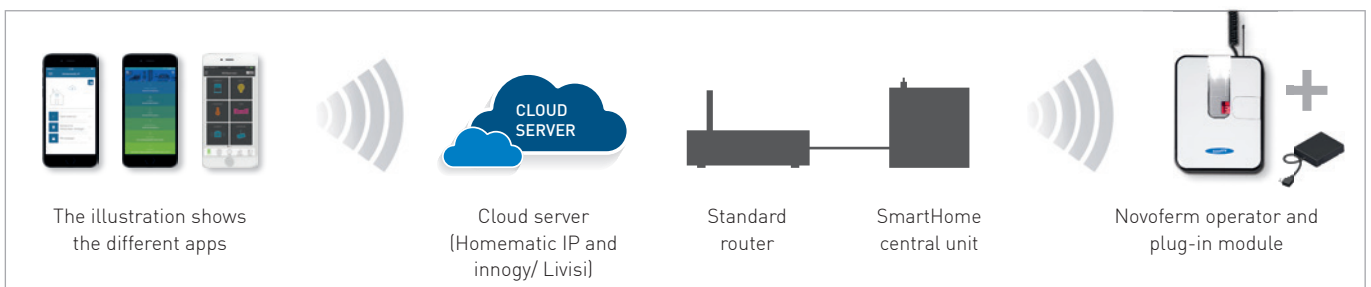 CLOUD
SERVER
The illustration shows
the different apps
Cloud server
(Homematic IP and
innogy/ Livisi)
Standard
router
SmartHome
central unit
Novoferm operator and
plug-in module